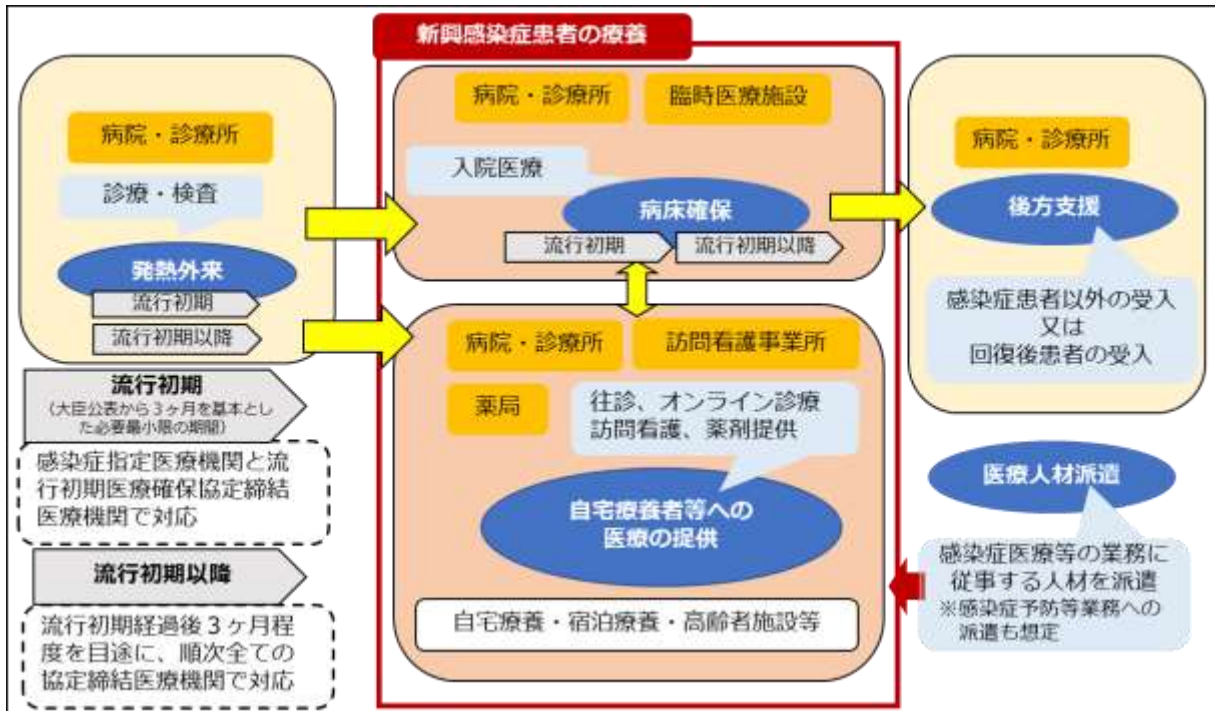 新興感染症患者の療養
病院・診療所
診療・検査
発熱外来
流行初期
流行初期以降
流行初期
(大臣公表から3ヶ月を基本とし
た必要最小限の期間)
感染症指定医療機関と流
行初期医療確保協定締結
医療機関で対応
流行初期以降
流行初期経過後3ヶ月程
度を目途に、順次全ての
協定締結医療機関で対応
病院・診療所
臨時医療施設
入院医療
病床確保
流行初期
流行初期以降
病院・診療所
訪問看護事業所
薬局
往診、オンライン診療
訪問看護、薬剤提供
自宅療養者等への
医療の提供
自宅療養・宿泊療養・高齢者施設等
病院・診療所
後方支援
感染症患者以外の受入
又は
回復後患者の受入
医療人材派遣
感染症医療等の業務に
従事する人材を派遣
※感染症予防等業務への
派遣も想定